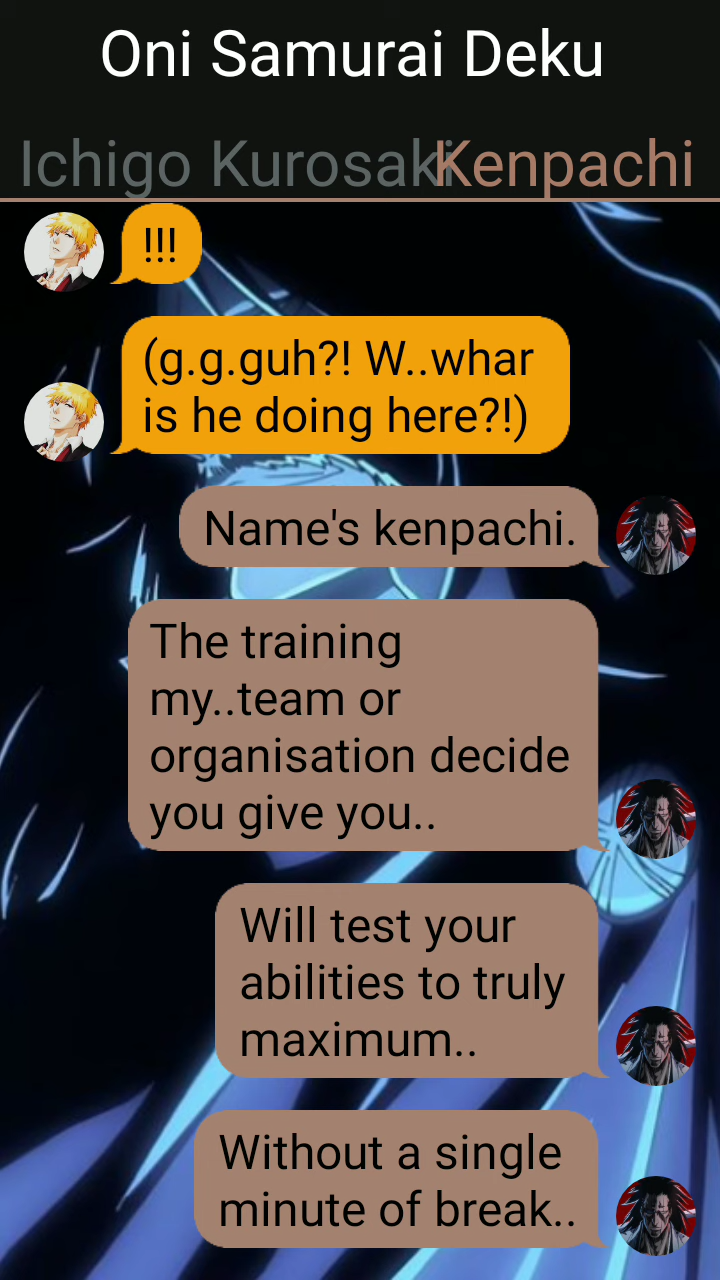 Oni Samurai Deku
Ichigo Kurosaki Kenpachi
!!!
(g.g.guh?! W..whar
is he doing here?!)
Name's kenpachi.
The training
my..team or
organisation decide
you give you..
Will test your
abilities to truly
maximum..
Without a single
minute of break..